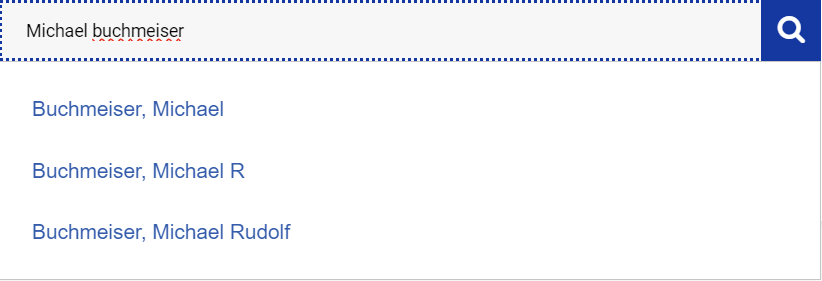 Michael buchmeiser
Buchmeiser, Michael
Buchmeiser, Michael R
Buchmeiser, Michael Rudolf